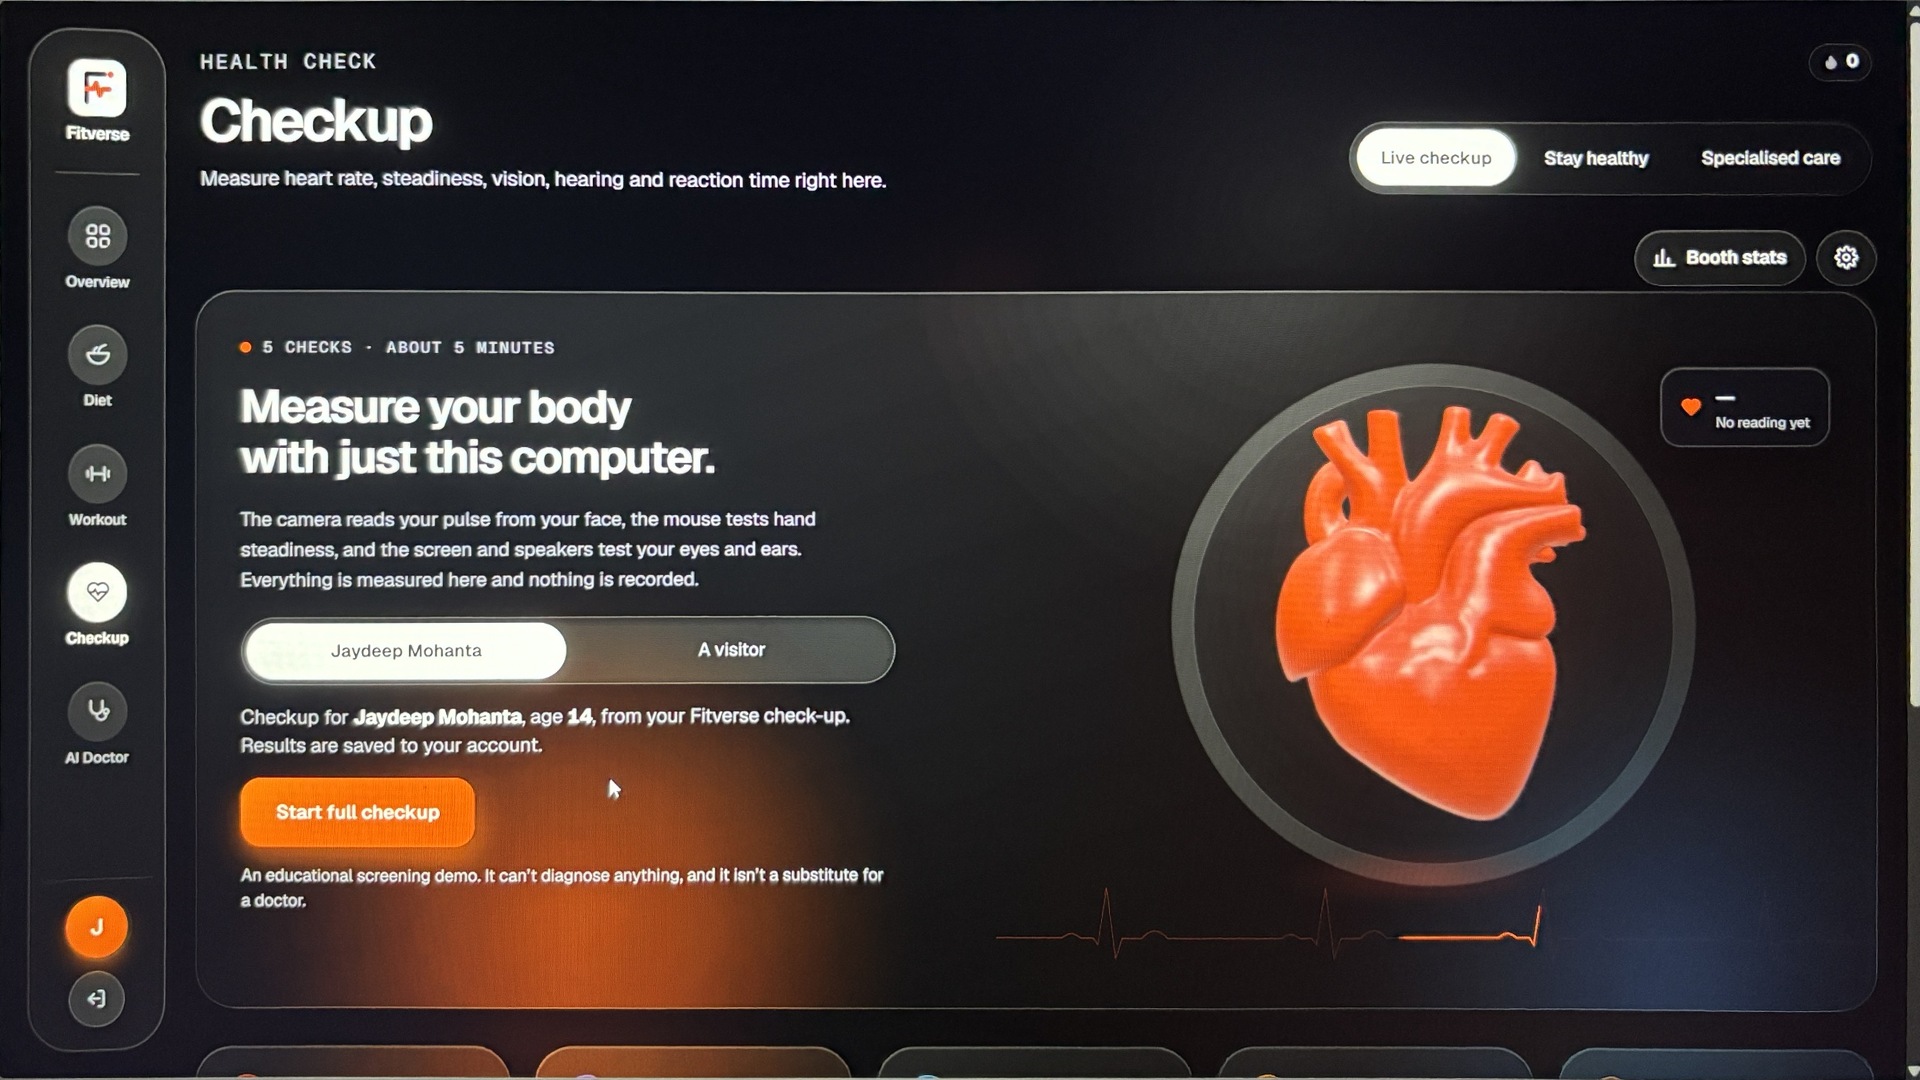 Fitverse
Overview
Diet
Workout
Checkup
AI Doctor
J
HEALTH CHECK
Checkup
Measure heart rate, steadiness, vision, hearing and reaction time right here.
0
Live checkup
Stay healthy
Specialised care
Booth stats
5 CHECKS · ABOUT 5 MINUTES
Measure your body
with just this computer.
The camera reads your pulse from your face, the mouse tests hand
steadiness, and the screen and speakers test your eyes and ears.
Everything is measured here and nothing is recorded.
Jaydeep Mohanta
A visitor
Checkup for Jaydeep Mohanta, age 14, from your Fitverse check-up.
Results are saved to your account.
Start full checkup
An educational screening demo. It can't diagnose anything, and it isn't a substitute for
a doctor.
—
No reading yet